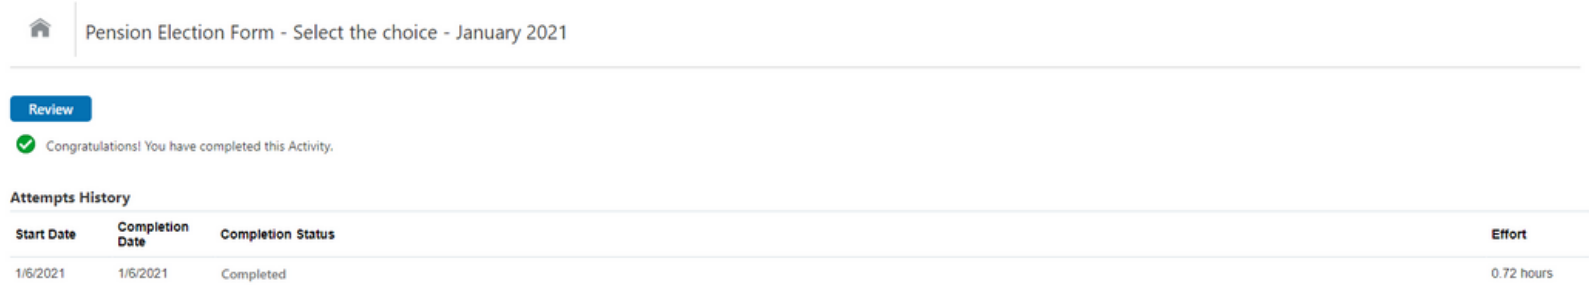 Pension Election Form - Select the choice - January 2021
Review
Congratulations! You have completed this Activity.
Attempts History
Start Date Completion Date Completion Status Effort
1/6/2021 1/6/2021 Completed 0.72 hours